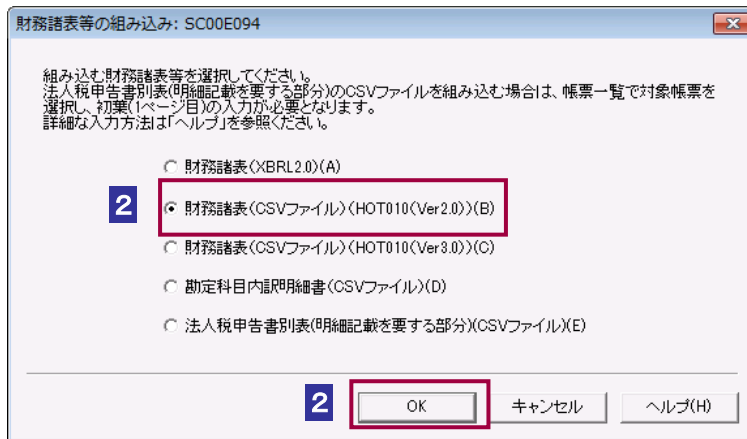 財務諸表等の組み込み: SC00E094
組み込む財務諸表等を選択してください。
法人税申告書別表(明細記載を要する部分)のCSVファイルを組み込む場合は、帳票一覧で対象帳票を
選択し、初葉(1ページ目)の入力が必要となります。
詳細な入力方法は「ヘルプ」を参照ください。
財務諸表(XBRL2.0)(A)
2
財務諸表(CSVファイル)(HOT010(Ver2.0))(B)
財務諸表(CSVファイル)(HOT010(Ver3.0))(C)
勘定科目内訳明細書(CSVファイル)(D)
法人税申告書別表(明細記載を要する部分)(CSVファイル)(E)
2
OK
キャンセル
ヘルプ(H)